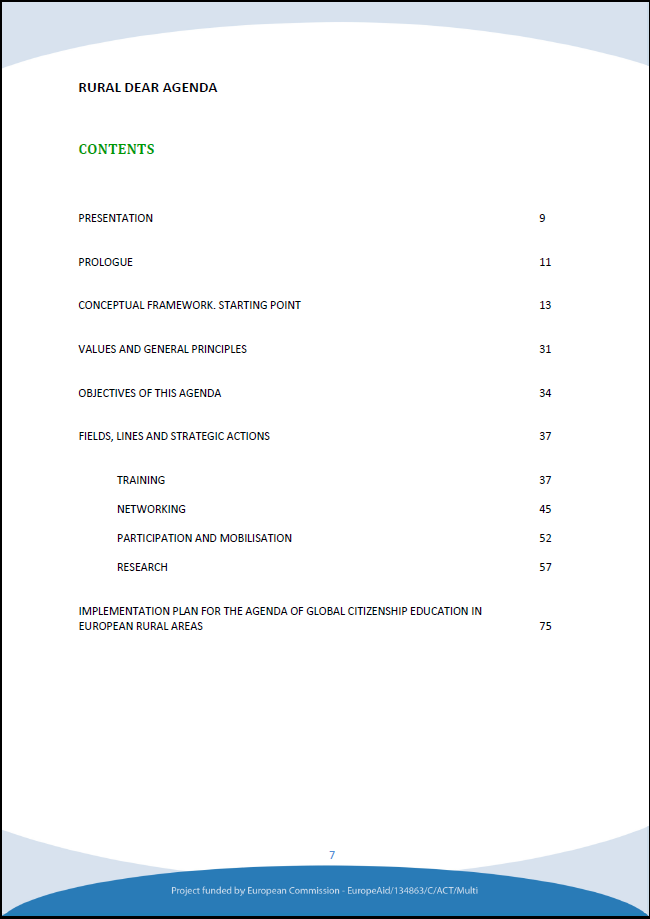 RURAL DEAR AGENDA
CONTENTS
PRESENTATION 9
PROLOGUE 11
CONCEPTUAL FRAMEWORK. STARTING POINT 13
VALUES AND GENERAL PRINCIPLES 31
OBJECTIVES OF THIS AGENDA 34
FIELDS, LINES AND STRATEGIC ACTIONS 37
TRAINING 37
NETWORKING 45
PARTICIPATION AND MOBILISATION 52
RESEARCH 57
IMPLEMENTATION PLAN FOR THE AGENDA OF GLOBAL CITIZENSHIP EDUCATION IN
EUROPEAN RURAL AREAS 75
7
Project funded by European Commission - EuropeAid/134863/C/ACT/Multi